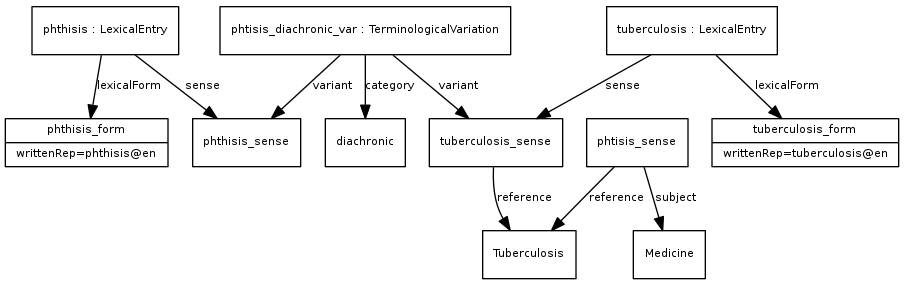 phthisis : LexicalEntry
phtisis_diachronic_var : TerminologicalVariation
tuberculosis : LexicalEntry
lexicalForm
sense
variant
category
variant
sense
lexicalForm
phthisis_form
writtenRep=phthisis@en
phthisis_sense
diachronic
tuberculosis_sense
phtisis_sense
tuberculosis_form
writtenRep=tuberculosis@en
reference
reference
subject
Tuberculosis
Medicine